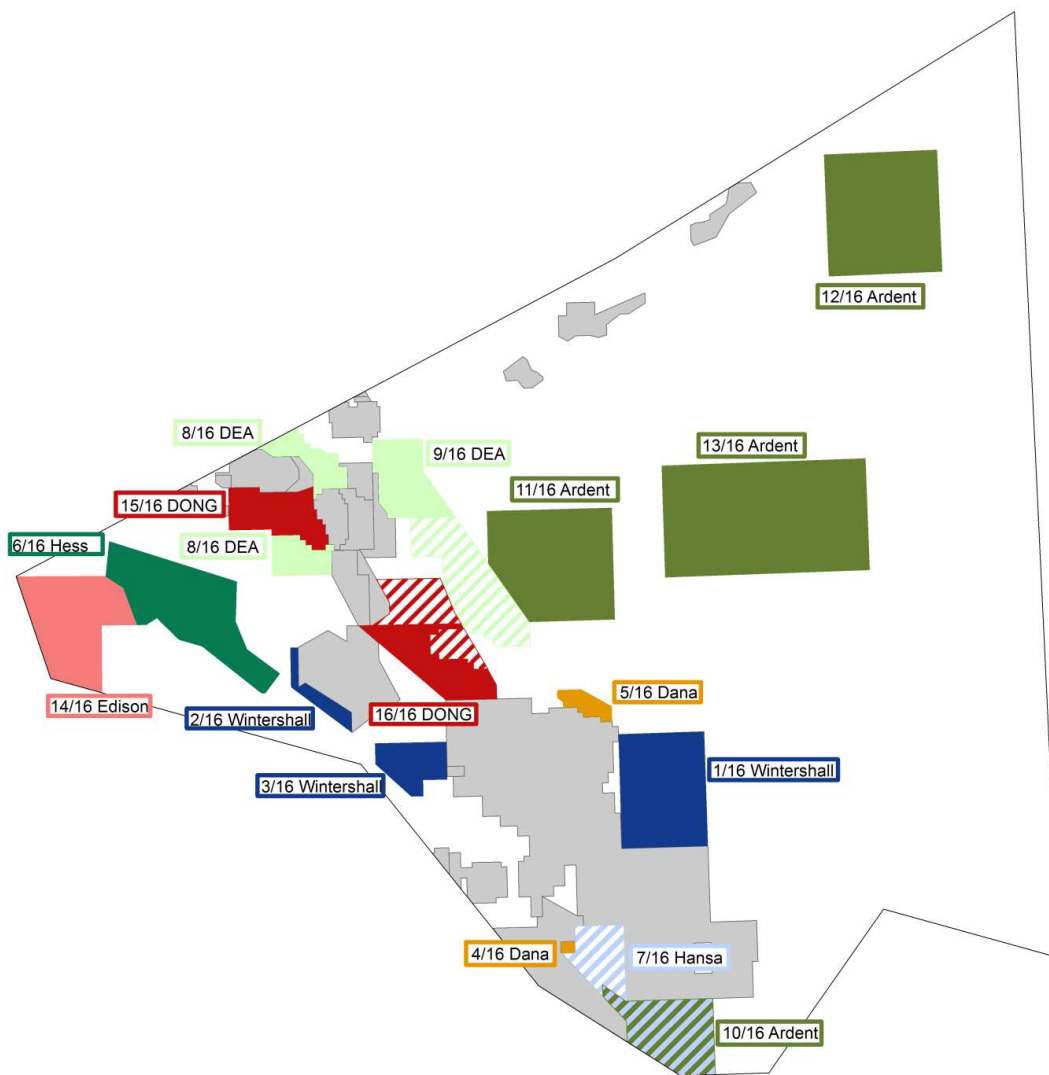 12/16 Ardent
8/16 DEA
9/16 DEA
13/16 Ardent
11/16 Ardent
15/16 DONG
6/16 Hess
8/16 DEA
14/16 Edison
2/16 Wintershall
16/16 DONG
5/16 Dana
3/16 Wintershall
1/16 Wintershall
4/16 Dana
7/16 Hansa
10/16 Ardent